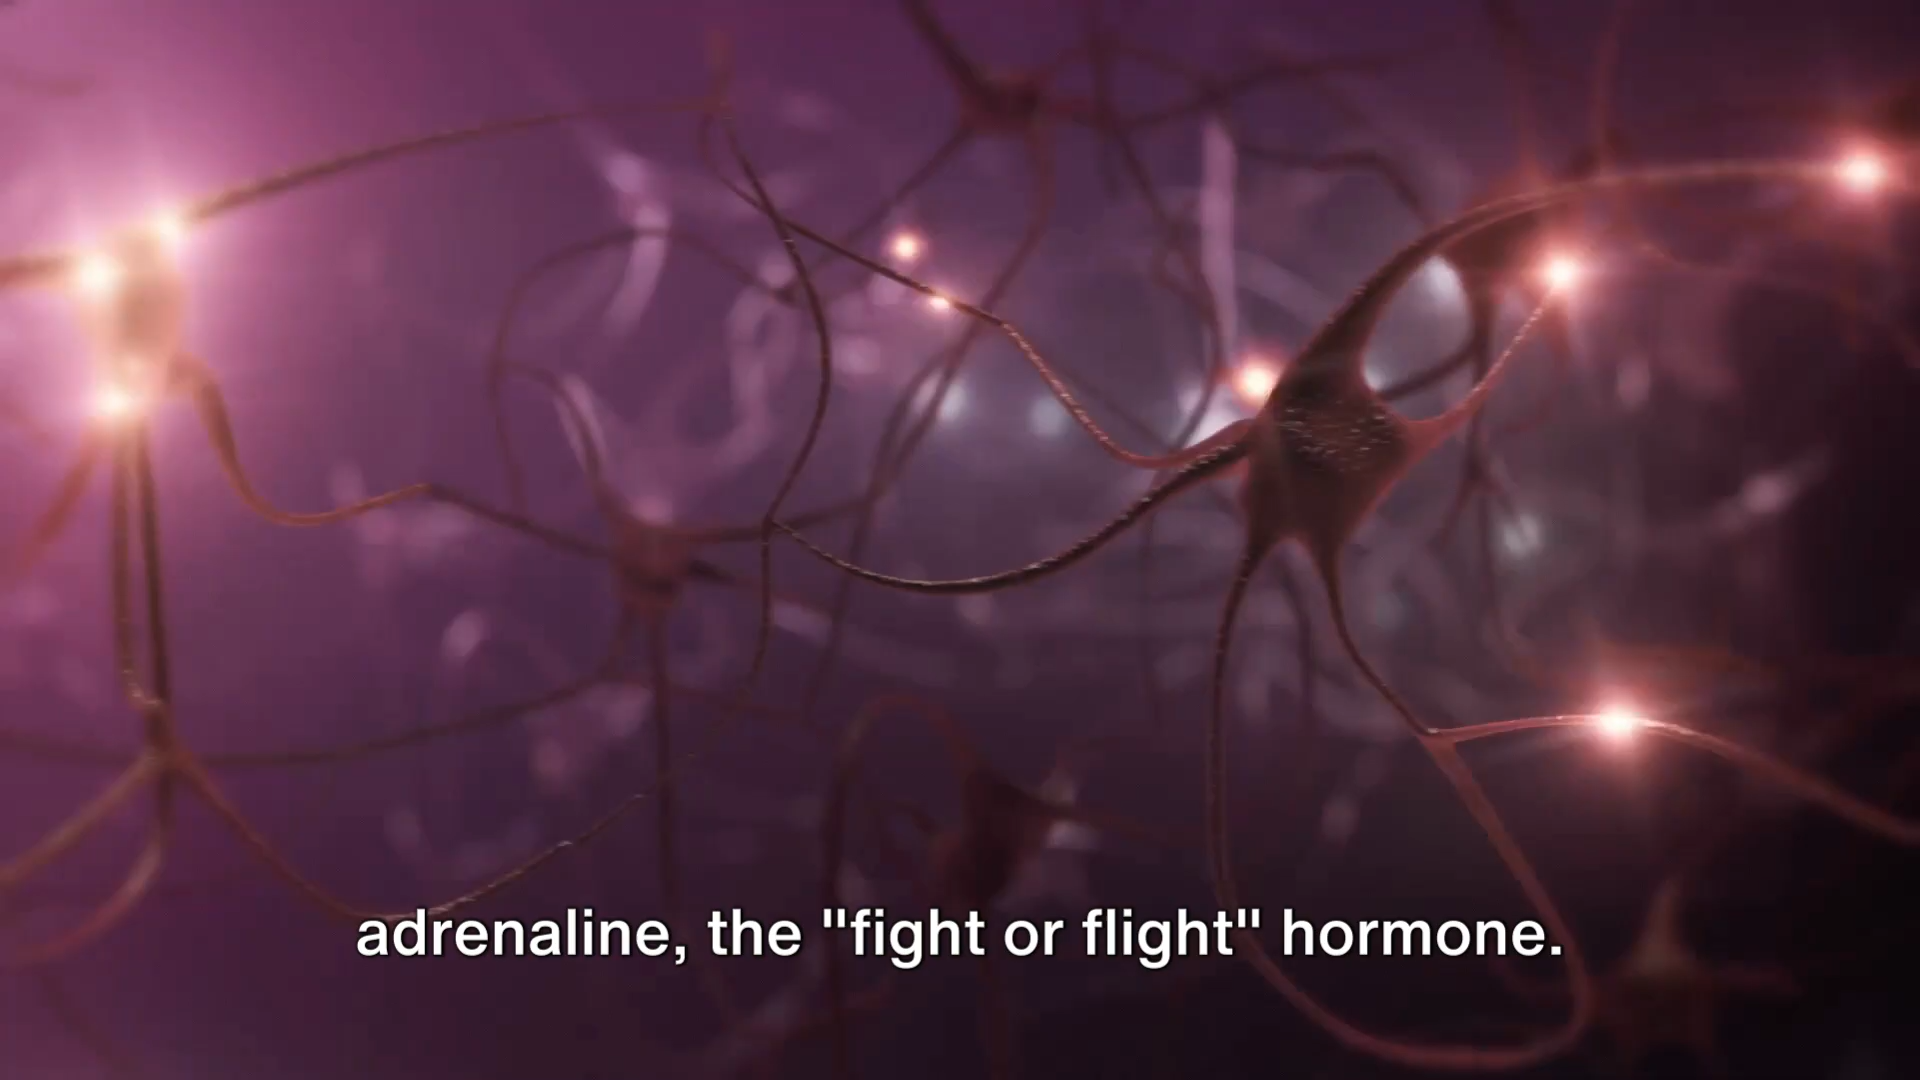 adrenaline, the "fight or flight" hormone.